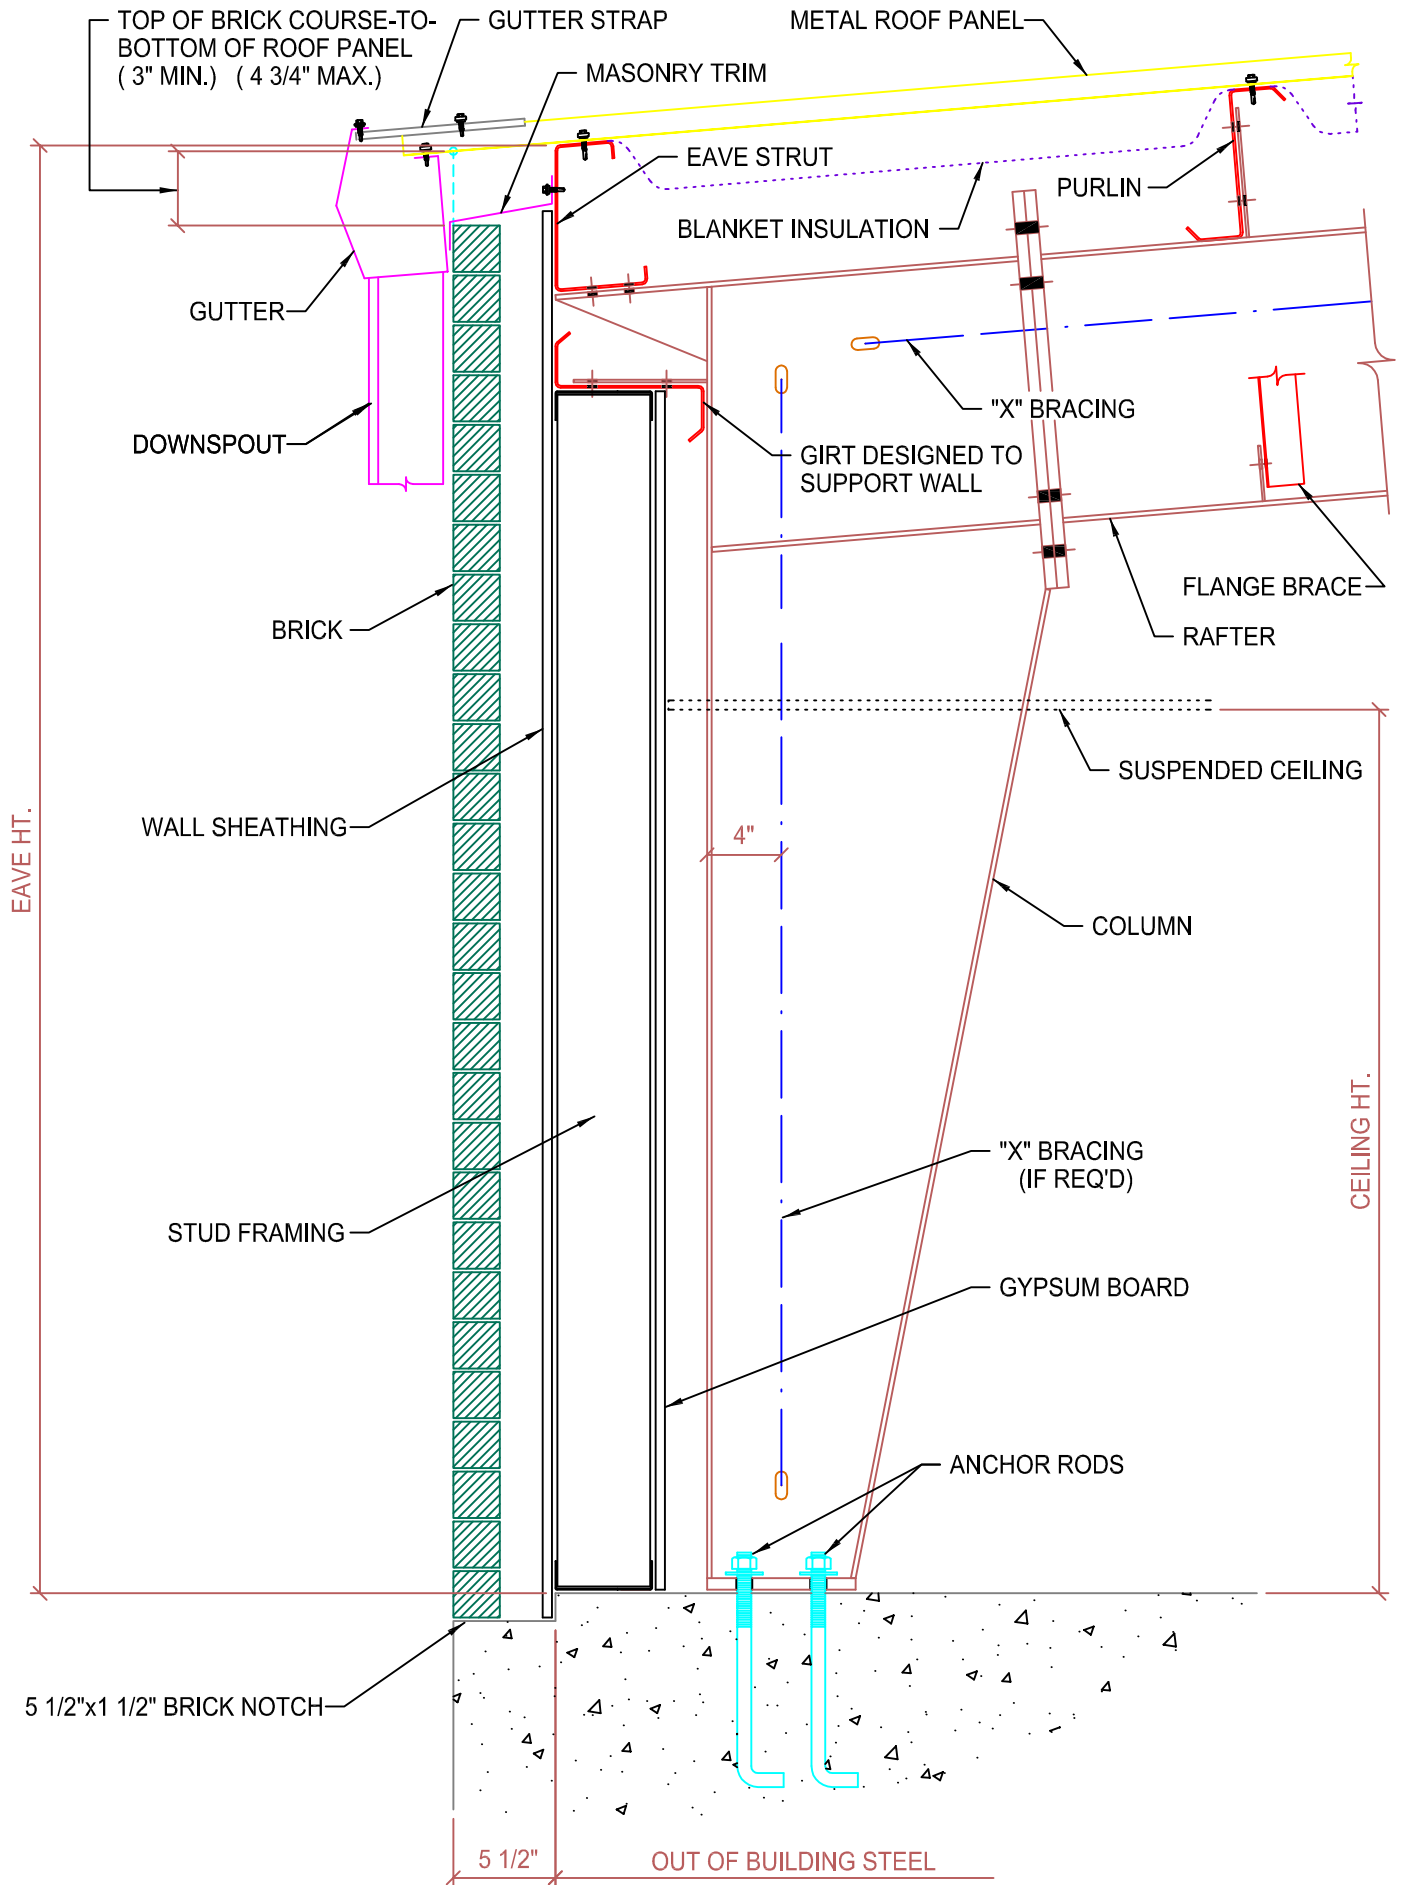 TOP OF BRICK COURSE-TO-
BOTTOM OF ROOF PANEL
( 3" MIN.) ( 4 3/4" MAX.)
GUTTER STRAP
METAL ROOF PANEL
MASONRY TRIM
EAVE STRUT
PURLIN
BLANKET INSULATION
GUTTER
"X" BRACING
DOWNSPOUT
GIRT DESIGNED TO
SUPPORT WALL
FLANGE BRACE
BRICK
RAFTER
SUSPENDED CEILING
WALL SHEATHING
4"
EAVE HT.
COLUMN
CEILING HT.
"X" BRACING
(IF REQ'D)
STUD FRAMING
GYPSUM BOARD
ANCHOR RODS
5 1/2"x1 1/2" BRICK NOTCH
5 1/2"
OUT OF BUILDING STEEL